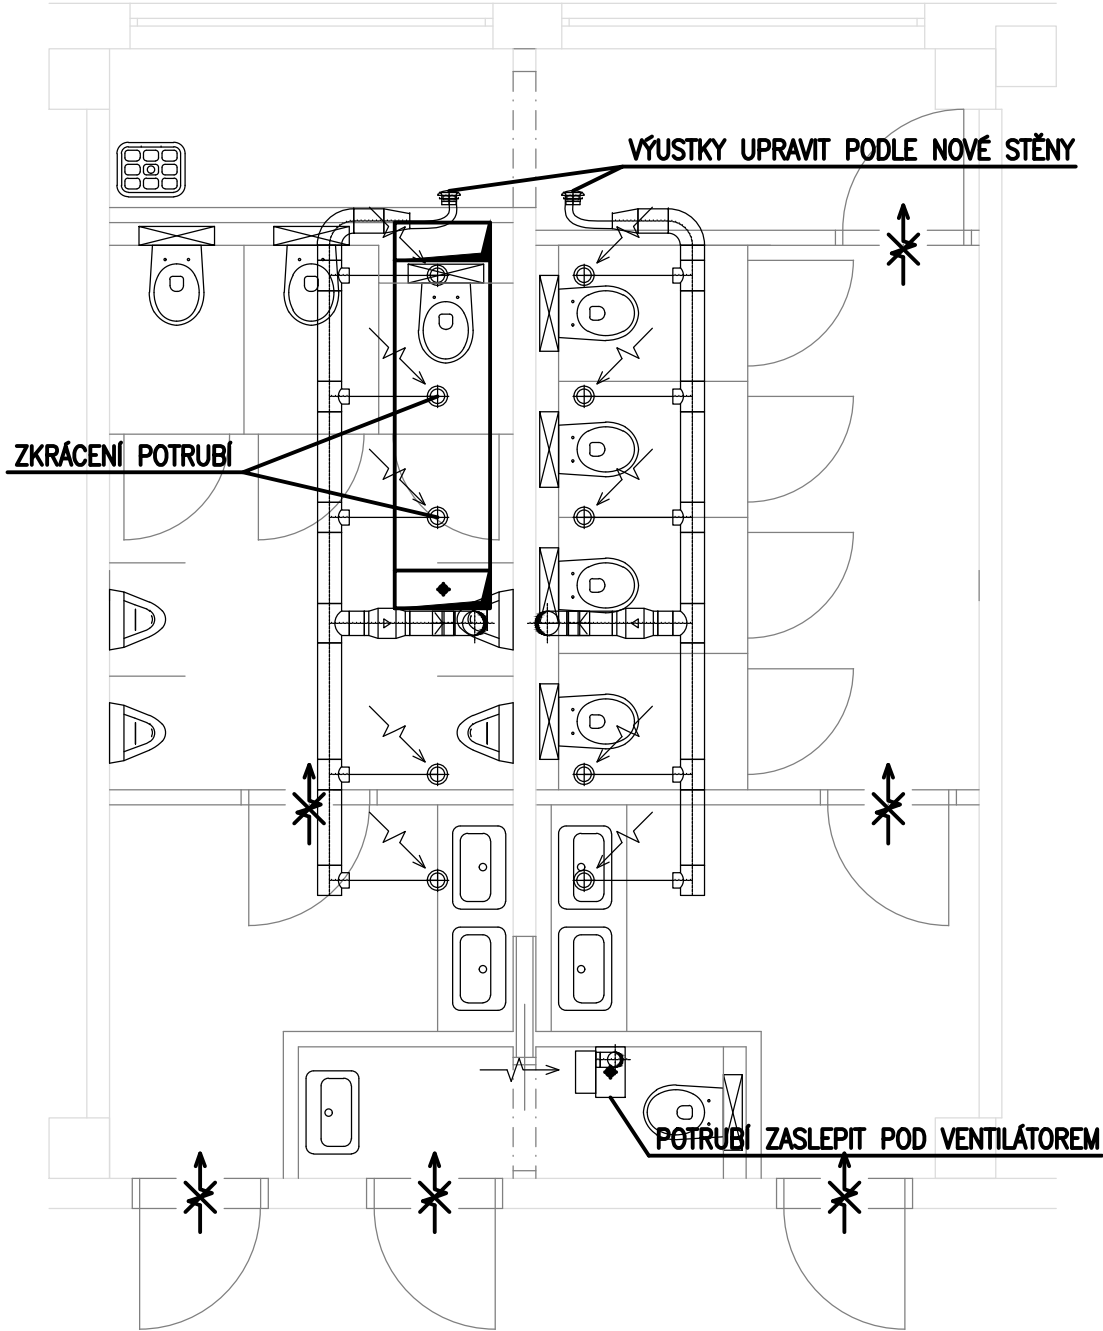 VÝUSTKY UPRAVIT PODLE NOVÉ STĚNY
ZKRÁCENÍ POTRUBÍ
POTRUBÍ ZASLEPIT POD VENTILÁTOREM